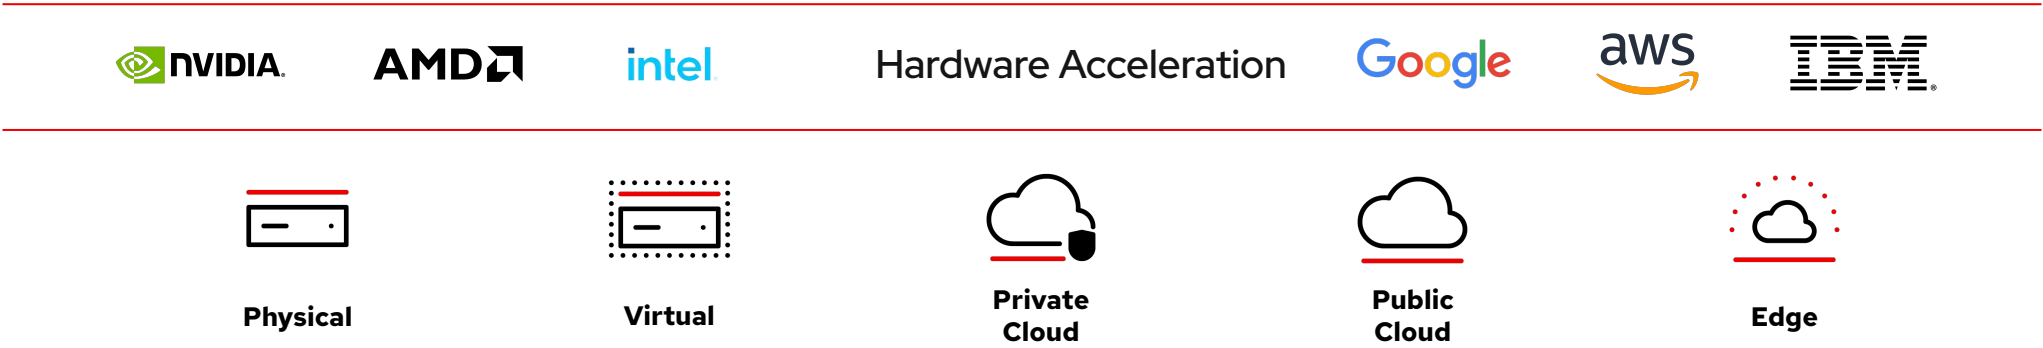 NVIDIA.
AMD
intel.
Hardware Acceleration
Google
aws
IBM®
Physical
Virtual
Private
Cloud
Public
Cloud
Edge